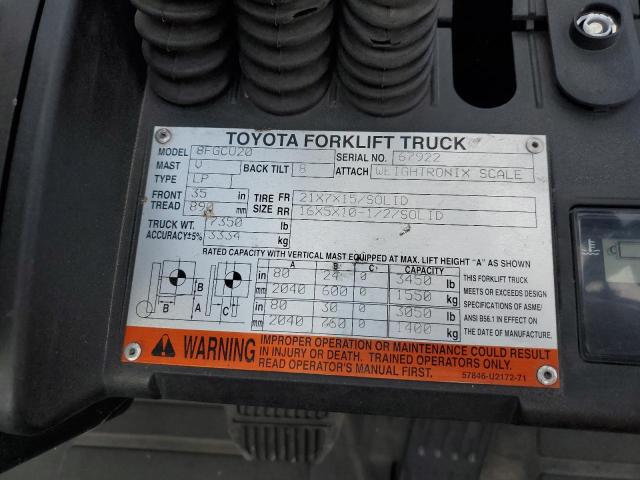 TOYOTA FORKLIFT TRUCK
MODEL 8FGCU20 SERIAL NO. 67922
MAST V BACK TILT 8 ATTACH WEIGHTRONIX SCALE
TYPE LP
FRONT TREAD 35 in TIRE SIZE FR 21X7X15/SOLID
890 mm RR 16X5X10-1/2/SOLID
TRUCK WT. 7350 lb
ACCURACY±5% 3334 kg
RATED CAPACITY WITH VERTICAL MAST EQUIPPED AT MAX. LIFT HEIGHT "A" AS SHOWN
A B C CAPACITY
in 80 24 0 3450 lb THIS FORKLIFT TRUCK
mm 2040 600 0 1550 kg MEETS OR EXCEEDS DESIGN
SPECIFICATIONS OF ASME/
in 80 30 0 3050 lb ANSI B56.1 IN EFFECT ON
mm 2040 760 0 1400 kg THE DATE OF MANUFACTURE.
B A B C
WARNING IMPROPER OPERATION OR MAINTENANCE COULD RESULT
IN INJURY OR DEATH. TRAINED OPERATORS ONLY.
READ OPERATOR'S MANUAL FIRST.
57846-U2172-71